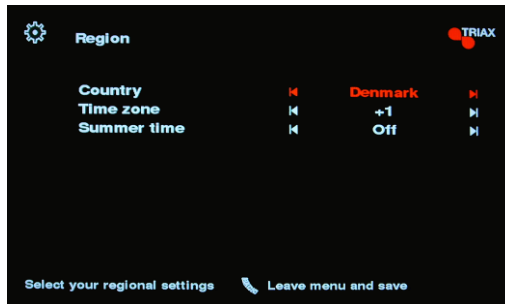 Region
TRIAX
Country Denmark
Time zone +1
Summer time Off
Select your regional settings Leave menu and save